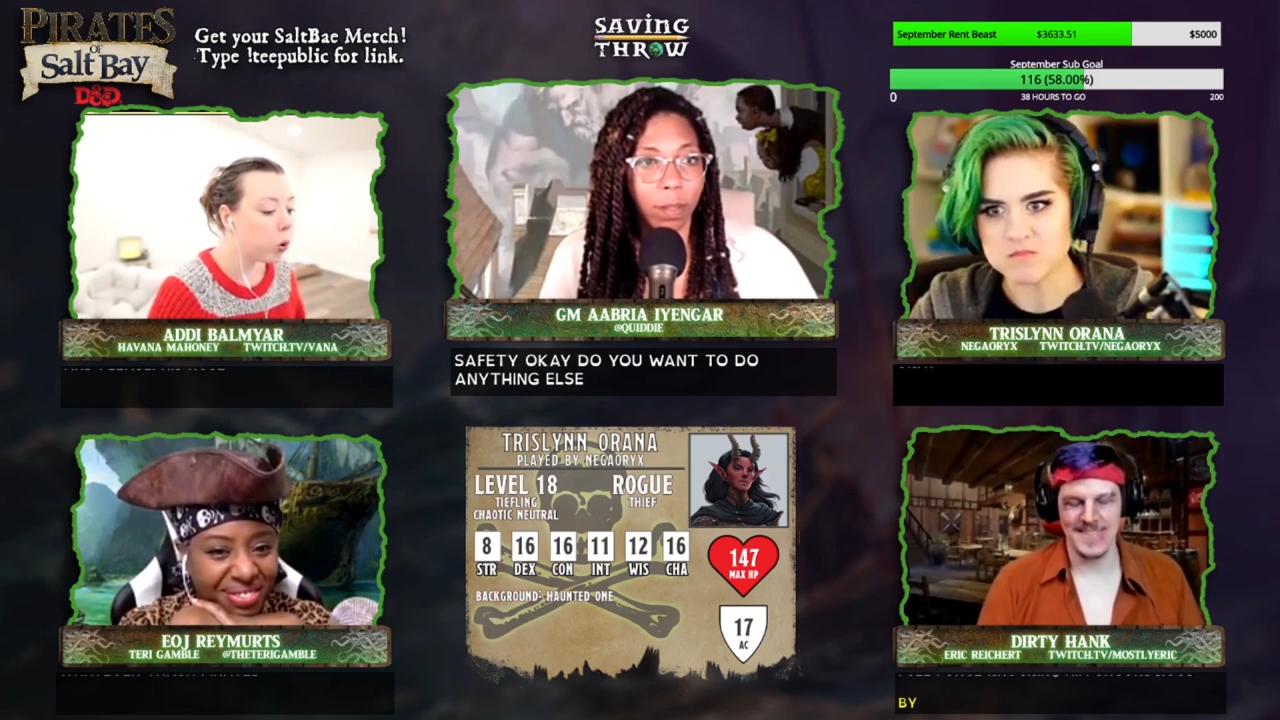 PIRATES
OF
Salt Bay
D&D
Get your SaltBae Merch!
Type !teepublic for link.
SAVING
THROW
September Rent Beast $3633.51 $5000
September Sub Goal
116 (58.00%)
0 38 HOURS TO GO 200
ADDI BALMYAR
HAVANA MAHONEY TWITCH.TV/VANA
GM AABRIA IYENGAR
@QUIDDIE
SAFETY OKAY DO YOU WANT TO DO
ANYTHING ELSE
TRISLYNN ORANA
NEGAORYX TWITCH.TV/NEGAORYX
TRISLYNN ORANA
PLAYED BY NEGAORYX
LEVEL 18 ROGUE
TIEFLING THIEF
CHAOTIC NEUTRAL
8 16 16 11 12 16
STR DEX CON INT WIS CHA
147
MAX HP
BACKGROUND: HAUNTED ONE
17
AC
EOJ REYMURTS
TERI GAMBLE @THETERIGAMBLE
DIRTY HANK
ERIC REICHERT TWITCH.TV/MOSTLYERIC
BY